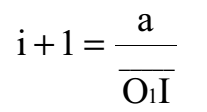 i + 1 = a / O₁I